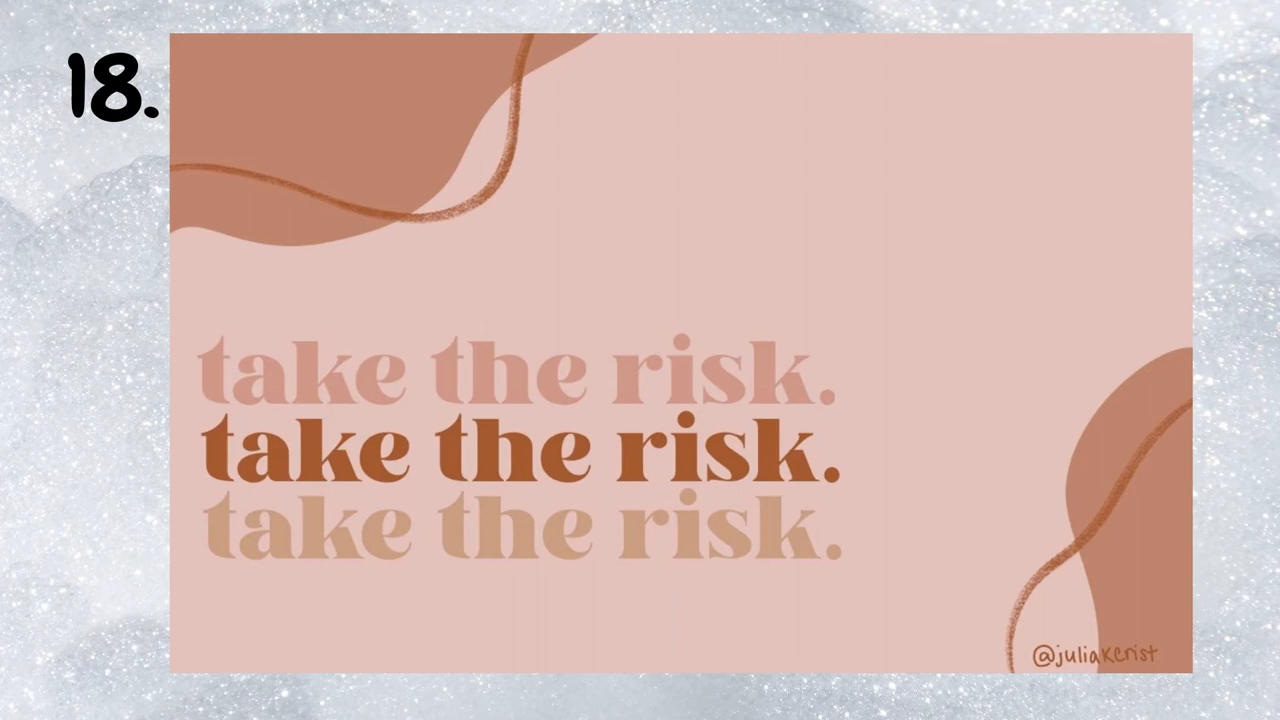 18.
take the risk.
take the risk.
take the risk.
@juliakerist